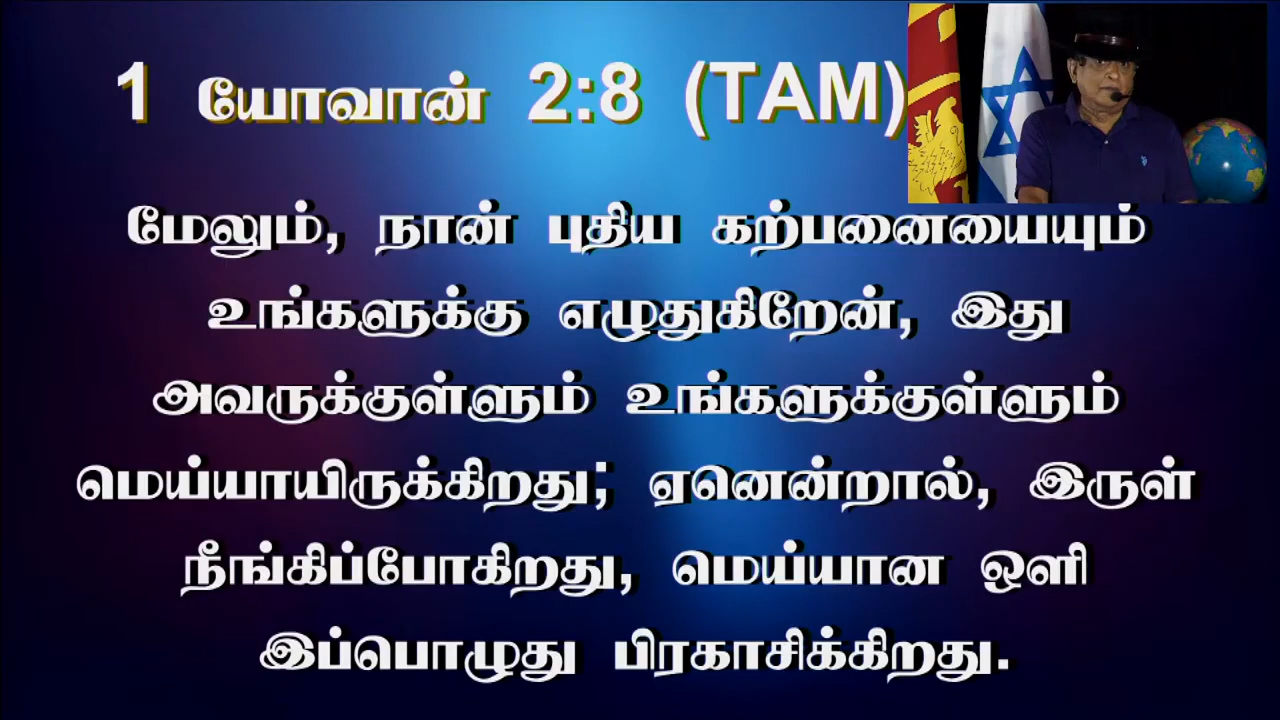 1 யோவான் 2:8 (TAM)
மேலும், நான் புதிய கற்பனையையும்
உங்களுக்கு எழுதுகிறேன், இது
அவருக்குள்ளும் உங்களுக்குள்ளும்
மெய்யாயிருக்கிறது; ஏனென்றால், இருள்
நீங்கிப்போகிறது, மெய்யான ஒளி
இப்பொழுது பிரகாசிக்கிறது.